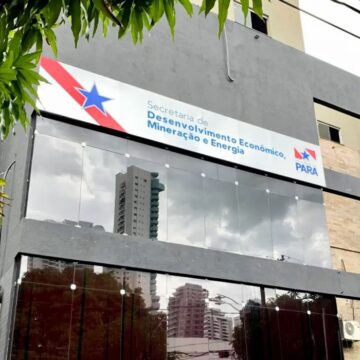 Secretaria de
Desenvolvimento Econômico,
Mineração e Energia
PARÁ